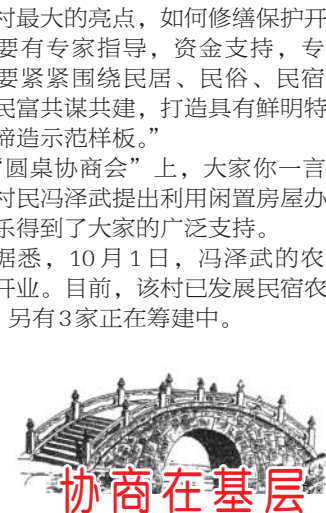 村最大的亮点，如何修缮保护开
要有专家指导，资金支持，专
要紧紧围绕民居、民俗、民宿
民富共谋共建，打造具有鲜明特
缔造示范样板。”
“圆桌协商会”上，大家你一言
村民冯泽武提出利用闲置房屋办
乐得到了大家的广泛支持。
据悉，10月1日，冯泽武的农
开业。目前，该村已发展民宿农
，另有3家正在筹建中。
协商在基层